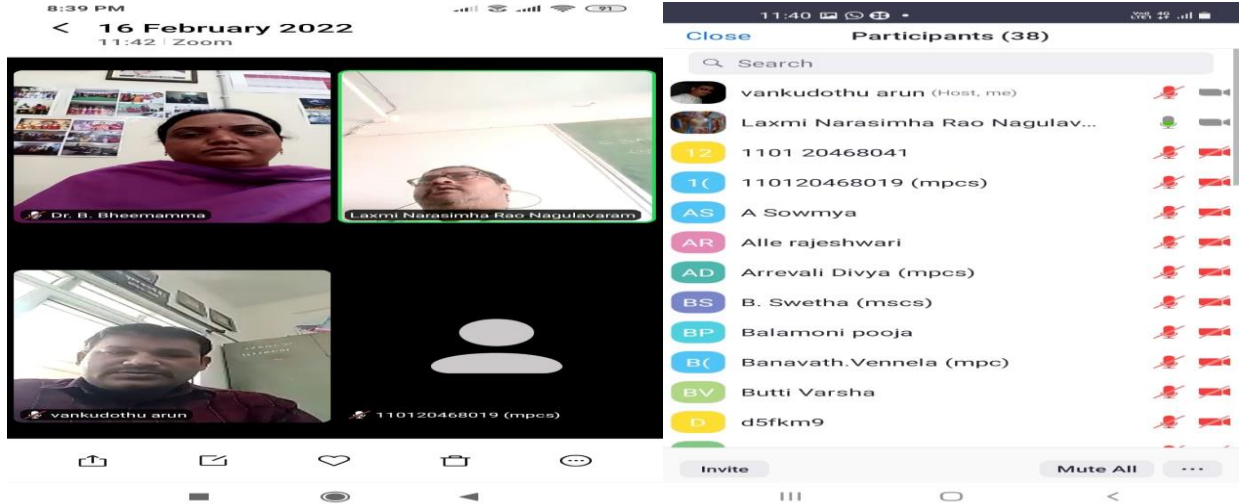 8:39 PM
91
< 16 February 2022
11:42 | Zoom
Dr. B. Bheemamma
Laxmi Narasimha Rao Nagulavaram
vankudothu arun
110120468019 (mpcs)
11:40
Close Participants (38)
Search
vankudothu arun (Host, me)
Laxmi Narasimha Rao Nagulav...
12 1101 20468041
1( 110120468019 (mpcs)
AS A Sowmya
AR Alle rajeshwari
AD Arrevali Divya (mpcs)
BS B. Swetha (mscs)
BP Balamoni pooja
B( Banavath.Vennela (mpc)
BV Butti Varsha
D d5fkm9
Invite Mute All ...